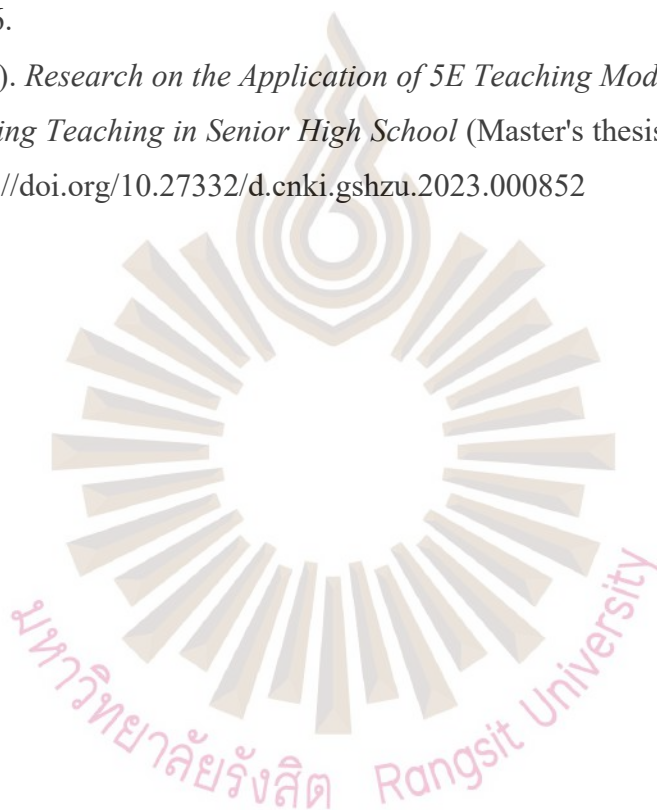 6.
). Research on the Application of 5E Teaching Mod
ing Teaching in Senior High School (Master's thesis
://doi.org/10.27332/d.cnki.gshzu.2023.000852
มหาวิทยาลัยรังสิต Rangsit University